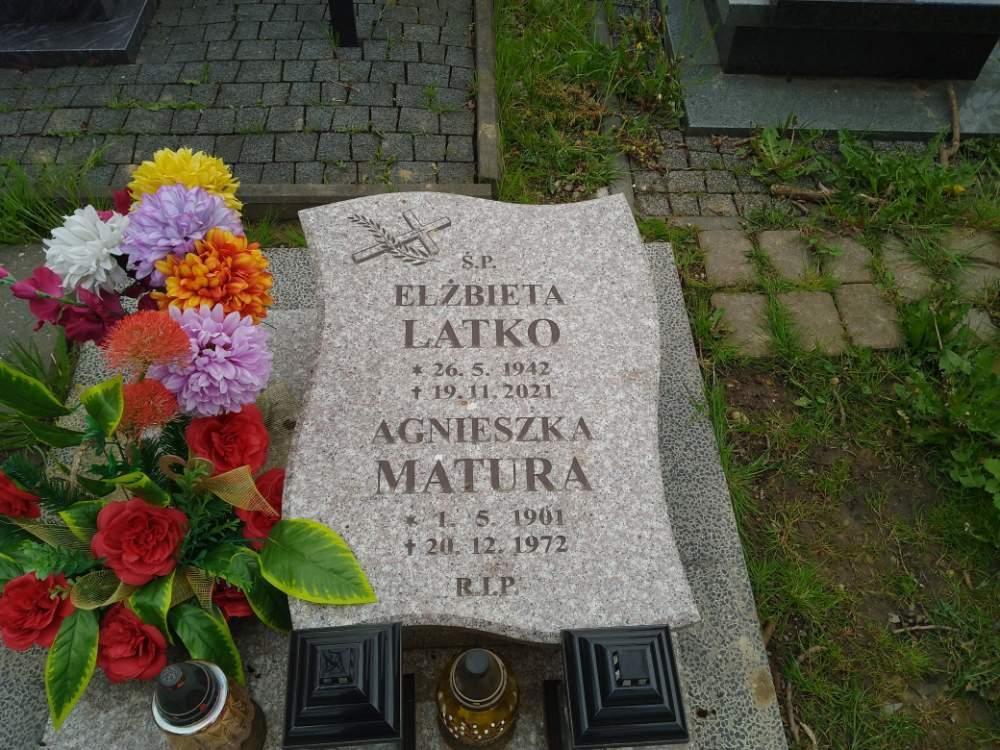 Ś.P.
ELŻBIETA
LATKO
* 26. 5. 1942
† 19. 11. 2021
AGNIESZKA
MATURA
* 1. 5. 1901
† 20. 12. 1972
R.I.P.